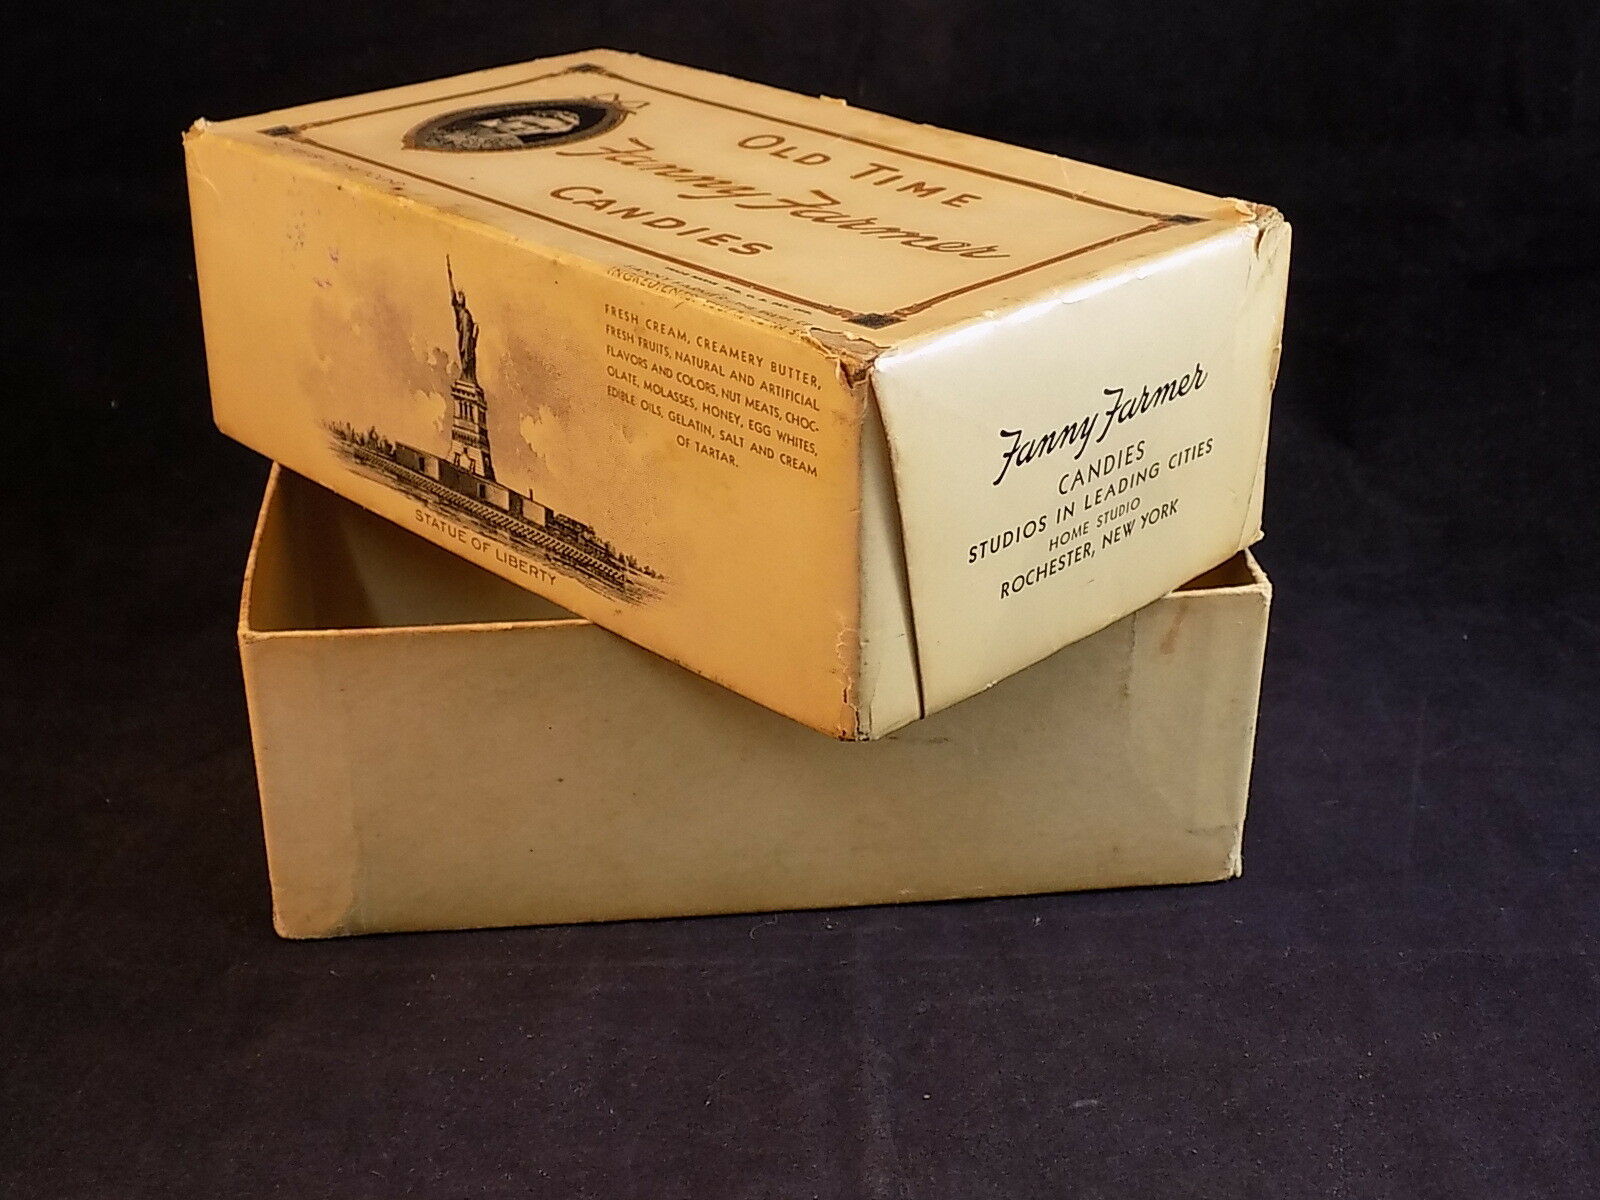 OLD TIME
Fanny Farmer
CANDIES
INGREDIENTS:
FRESH CREAM, CREAMERY BUTTER,
FRESH FRUITS, NATURAL AND ARTIFICIAL
FLAVORS AND COLORS, NUT MEATS, CHOC-
OLATE, MOLASSES, HONEY, EGG WHITES,
EDIBLE OILS, GELATIN, SALT AND CREAM
OF TARTAR.
STATUE OF LIBERTY
Fanny Farmer
CANDIES
STUDIOS IN LEADING CITIES
HOME STUDIO
ROCHESTER, NEW YORK